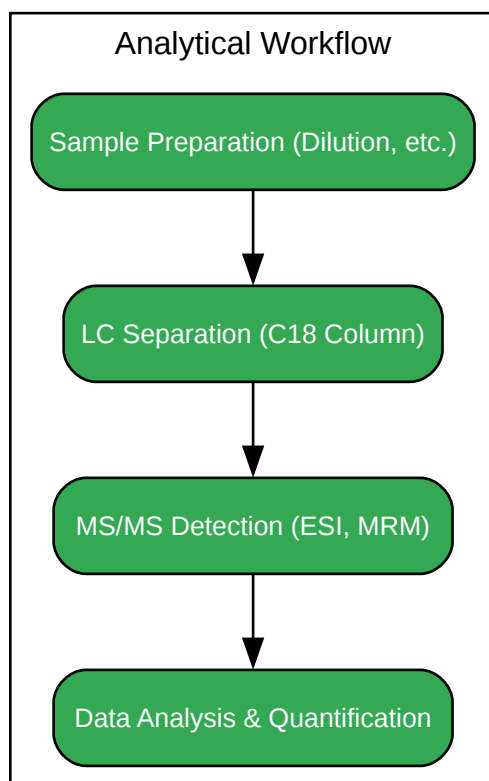 Analytical Workflow
Sample Preparation (Dilution, etc.)
LC Separation (C18 Column)
MS/MS Detection (ESI, MRM)
Data Analysis & Quantification